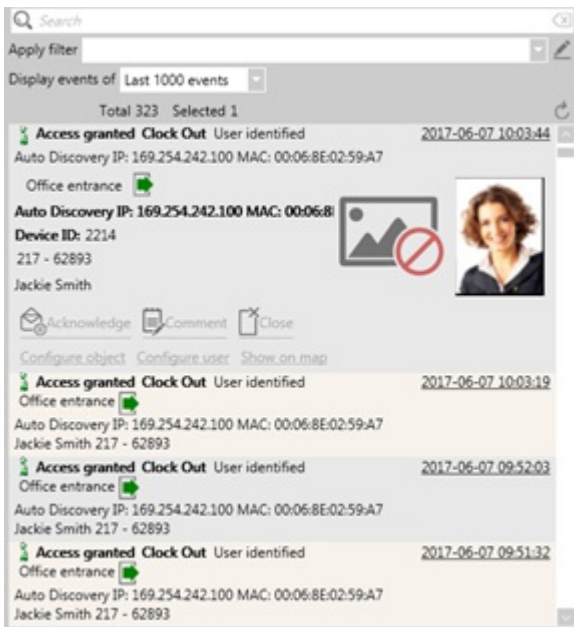 Search
Apply filter
Display events of Last 1000 events
Total 323 Selected 1
Access granted Clock Out User identified 2017-06-07 10:03:44
Auto Discovery IP: 169.254.242.100 MAC: 00:06:8E:02:59:A7
Office entrance
Auto Discovery IP: 169.254.242.100 MAC: 00:06:8
Device ID: 2214
217 - 62893
Jackie Smith
Acknowledge Comment Close
Configure object Configure user Show on map
Access granted Clock Out User identified 2017-06-07 10:03:19
Office entrance
Auto Discovery IP: 169.254.242.100 MAC: 00:06:8E:02:59:A7
Jackie Smith 217 - 62893
Access granted Clock Out User identified 2017-06-07 09:52:03
Office entrance
Auto Discovery IP: 169.254.242.100 MAC: 00:06:8E:02:59:A7
Jackie Smith 217 - 62893
Access granted Clock Out User identified 2017-06-07 09:51:32
Office entrance
Auto Discovery IP: 169.254.242.100 MAC: 00:06:8E:02:59:A7
Jackie Smith 217 - 62893